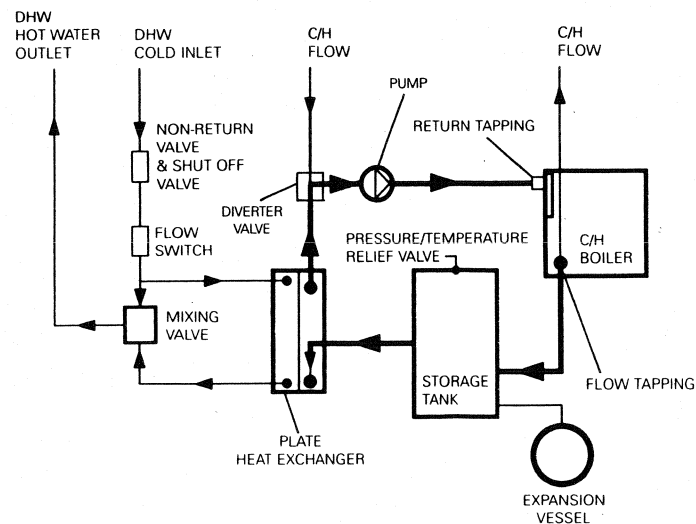 DHW
HOT WATER
OUTLET
DHW
COLD INLET
C/H
FLOW
C/H
FLOW
PUMP
RETURN TAPPING
NON-RETURN
VALVE
& SHUT OFF
VALVE
DIVERTER
VALVE
FLOW
SWITCH
PRESSURE/TEMPERATURE
RELIEF VALVE
C/H
BOILER
MIXING
VALVE
STORAGE
TANK
FLOW TAPPING
PLATE
HEAT EXCHANGER
EXPANSION
VESSEL